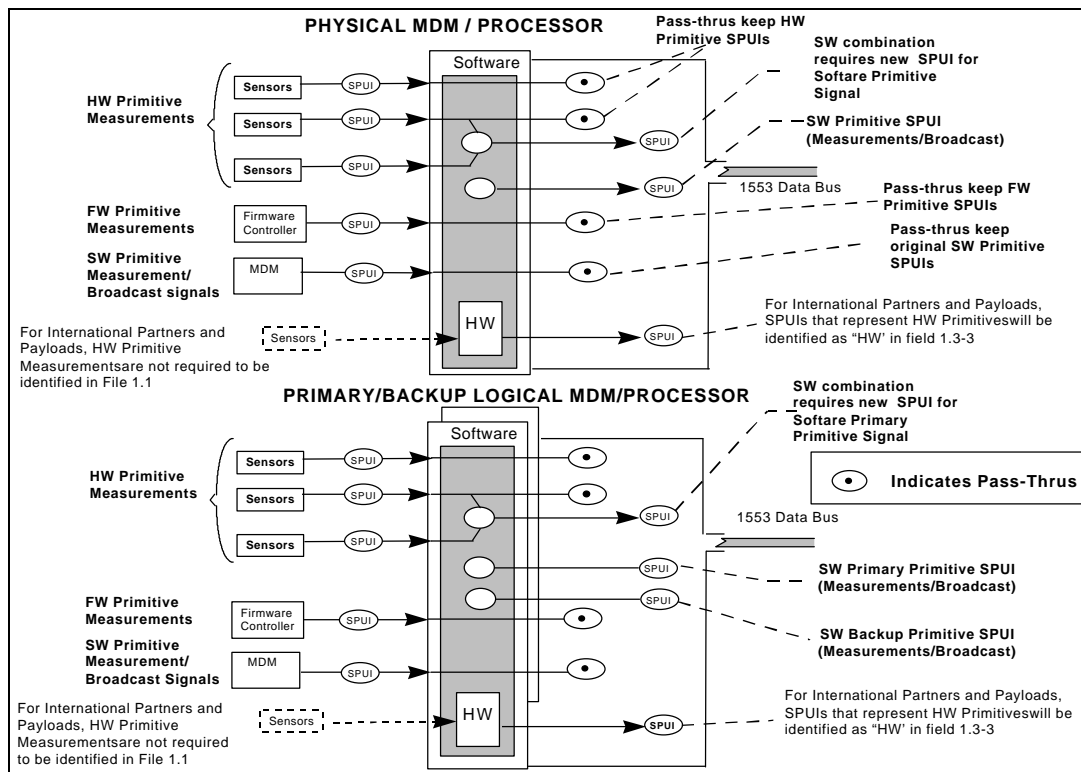 PHYSICAL MDM / PROCESSOR
Pass-thrus keep HW
Primitive SPUIs
SW combination
requires new SPUI for
Softare Primitive
Signal
Software
HW Primitive
Measurements
Sensors
SPUI
Sensors
SPUI
SPUI
SW Primitive SPUI
(Measurements/Broadcast)
Sensors
SPUI
SPUI
1553 Data Bus
FW Primitive
Measurements
Firmware
Controller
SPUI
Pass-thrus keep FW
Primitive SPUIs
SW Primitive
Measurement/
Broadcast signals
MDM
SPUI
Pass-thrus keep
original SW Primitive
SPUIs
For International Partners and
Payloads, HW Primitive
Measurementsare not required to be
identified in File 1.1
Sensors
HW
SPUI
For International Partners and Payloads,
SPUIs that represent HW Primitiveswill be
identified as “HW’ in field 1.3-3
PRIMARY/BACKUP LOGICAL MDM/PROCESSOR
SW combination
requires new SPUI for
Softare Primary
Primitive Signal
Software
HW Primitive
Measurements
Sensors
SPUI
Sensors
SPUI
SPUI
Indicates Pass-Thrus
Sensors
SPUI
1553 Data Bus
SPUI
SW Primary Primitive SPUI
(Measurements/Broadcast)
SPUI
FW Primitive
Measurements
Firmware
Controller
SPUI
SW Backup Primitive SPUI
(Measurements/Broadcast)
SW Primitive
Measurement/
Broadcast Signals
MDM
SPUI
For International Partners and
Payloads, HW Primitive
Measurementsare not required
to be identified in File 1.1
Sensors
HW
SPUI
For International Partners and Payloads,
SPUIs that represent HW Primitiveswill be
identified as “HW’ in field 1.3-3